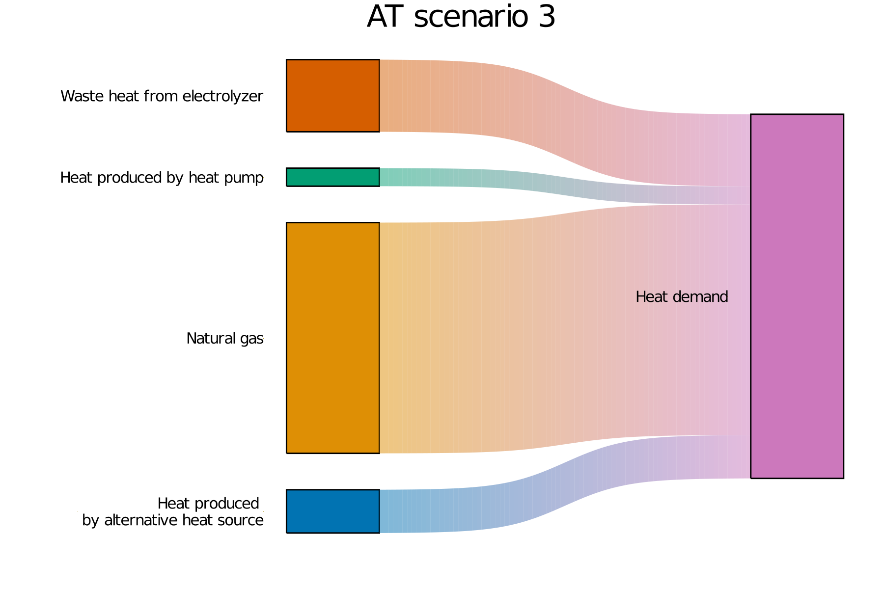 AT scenario 3
Waste heat from electrolyzer
Heat produced by heat pump
Heat demand
Natural gas
Heat produced
by alternative heat source